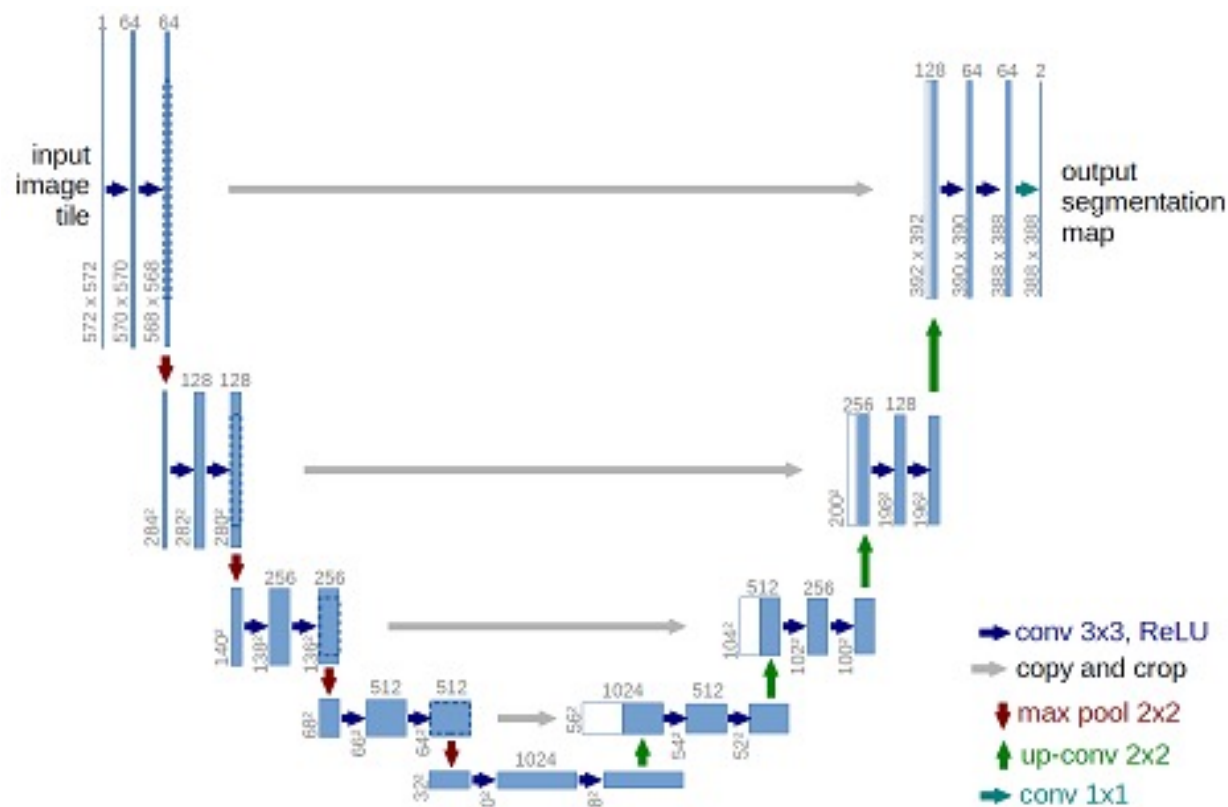 1 64 64
128 64 64 2
input
image
tile
output
segmentation
map
572 x 572
570 x 570
568 x 568
392 x 392
390 x 390
388 x 388
388 x 388
128 128
256 128
284²
282²
280²
200²
198²
196²
256 256
512 256
140²
138²
136²
104²
102²
100²
conv 3x3, ReLU
copy and crop
max pool 2x2
up-conv 2x2
conv 1x1
512 512
1024 512
68²
66²
64²
56²
54²
52²
1024
32²